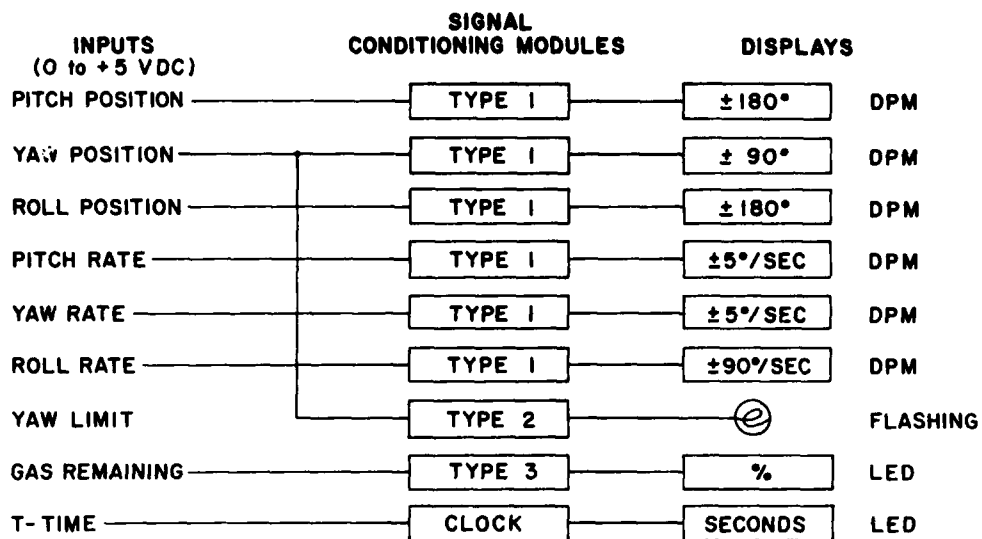 INPUTS
(0 to +5 VDC)
SIGNAL
CONDITIONING MODULES
DISPLAYS
PITCH POSITION TYPE 1 ±180° DPM
YAW POSITION TYPE 1 ± 90° DPM
ROLL POSITION TYPE 1 ±180° DPM
PITCH RATE TYPE 1 ±5°/SEC DPM
YAW RATE TYPE 1 ±5°/SEC DPM
ROLL RATE TYPE 1 ±90°/SEC DPM
YAW LIMIT TYPE 2 FLASHING
GAS REMAINING TYPE 3 % LED
T-TIME CLOCK SECONDS LED